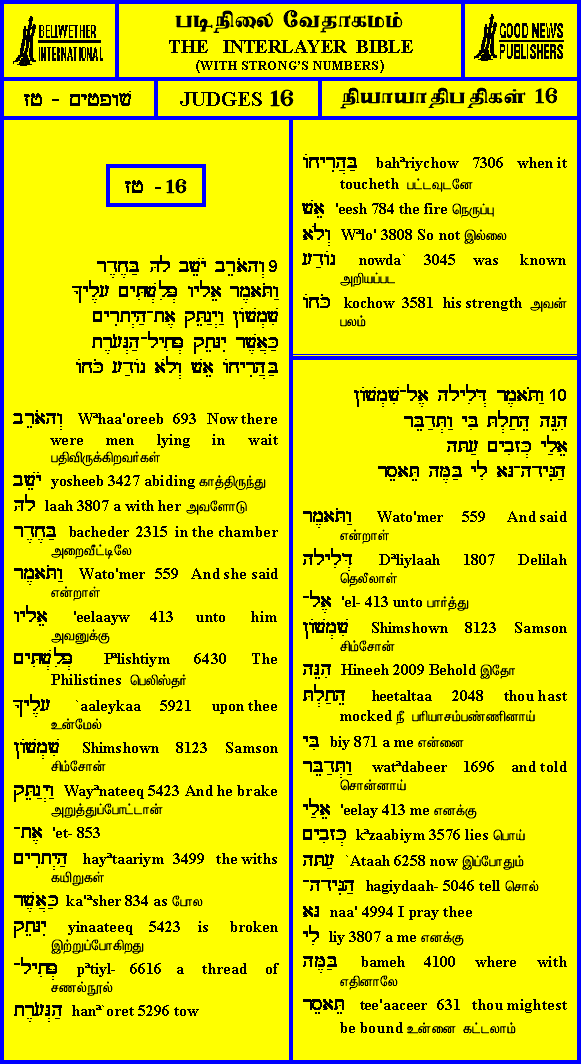 BELLWETHER
INTERNATIONAL
படிநிலை வேதாகமம்
THE INTERLAYER BIBLE
(WITH STRONG'S NUMBERS)
GOOD NEWS
PUBLISHERS
שופטים - טז
JUDGES 16
நியாயாதிபதிகள் 16
טז - 16
9 וְהָאֹרֵב יֹשֵׁב לָהּ בַּחֶדֶר
וַתֹּאמֶר אֵלָיו פְּלִשְׁתִּים עָלֶיךָ
שִׁמְשׁוֹן וַיְנַתֵּק אֶת־הַיְתָרִים
כַּאֲשֶׁר יִנָּתֵק פְּתִיל־הַנְּעֹרֶת
בַּהֲרִיחוֹ אֵשׁ וְלֹא נוֹדַע כֹּחוֹ
וְהָאֹרֵב Wªhaa'oreeb 693 Now there
were men lying in wait
பதிவிருக்கிறவர்கள்
יֹשֵׁב yosheeb 3427 abiding காத்திருந்து
לָהּ laah 3807 a with her அவளோடு
בַּחֶדֶר bacheder 2315 in the chamber
அறைவீட்டிலே
וַתֹּאמֶר Wato'mer 559 And she said
என்றாள்
אֵלָיו 'eelaayw 413 unto him
அவனுக்கு
פְּלִשְׁתִּים Pªlishtiym 6430 The
Philistines பெலிஸ்தர்
עָלֶיךָ `aaleykaa 5921 upon thee
உன்மேல்
שִׁמְשׁוֹן Shimshown 8123 Samson
சிம்சோன்
וַיְנַתֵּק Wayªnateeq 5423 And he brake
அறுத்துப்போட்டான்
אֶת־ 'et- 853
הַיְתָרִים hayªtaariym 3499 the withs
கயிறுகள்
כַּאֲשֶׁר ka'ªsher 834 as போல
יִנָּתֵק yinaateeq 5423 is broken
இற்றுப்போகிறது
פְּתִיל־ pªtiyl- 6616 a thread of
சணல்நூல்
הַנְּעֹרֶת hanª`oret 5296 tow
בַּהֲרִיחוֹ bahªriychow 7306 when it
toucheth பட்டவுடனே
אֵשׁ 'eesh 784 the fire நெருப்பு
וְלֹא Wªlo' 3808 So not இல்லை
נוֹדַע nowda` 3045 was known
அறியப்பட
כֹּחוֹ kochow 3581 his strength அவன்
பலம்
10 וַתֹּאמֶר דְּלִילָה אֶל־שִׁמְשׁוֹן
הִנֵּה הֵתַלְתָּ בִּי וַתְּדַבֵּר
אֵלַי כְּזָבִים עַתָּה
הַגִּידָה־נָּא לִי בַּמֶּה תֵּאָסֵר
וַתֹּאמֶר Wato'mer 559 And said
என்றாள்
דְּלִילָה Dªliylaah 1807 Delilah
தெலீலாள்
אֶל־ 'el- 413 unto பார்த்து
שִׁמְשׁוֹן Shimshown 8123 Samson
சிம்சோன்
הִנֵּה Hineeh 2009 Behold இதோ
הֵתַלְתָּ heetaltaa 2048 thou hast
mocked நீ பரியாசம்பண்ணினாய்
בִּי biy 871 a me என்னை
וַתְּדַבֵּר watªdabeer 1696 and told
சொன்னாய்
אֵלַי 'eelay 413 me எனக்கு
כְּזָבִים kªzaabiym 3576 lies பொய்
עַתָּה `Ataah 6258 now இப்போதும்
הַגִּידָה־ hagiydaah- 5046 tell சொல்
נָּא naa' 4994 I pray thee
לִי liy 3807 a me எனக்கு
בַּמֶּה bameh 4100 where with
எதினாலே
תֵּאָסֵר tee'aaceer 631 thou mightest
be bound உன்னை கட்டலாம்